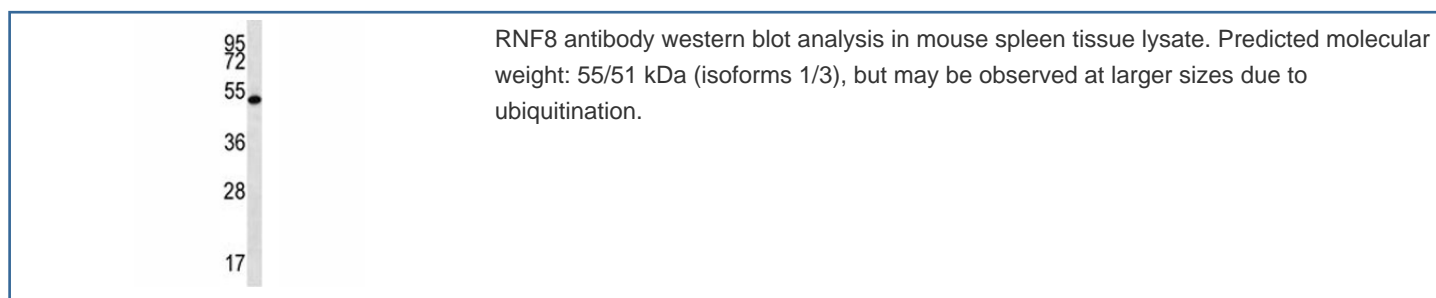 95
72
55
36
28
17
RNF8 antibody western blot analysis in mouse spleen tissue lysate. Predicted molecular
weight: 55/51 kDa (isoforms 1/3), but may be observed at larger sizes due to
ubiquitination.